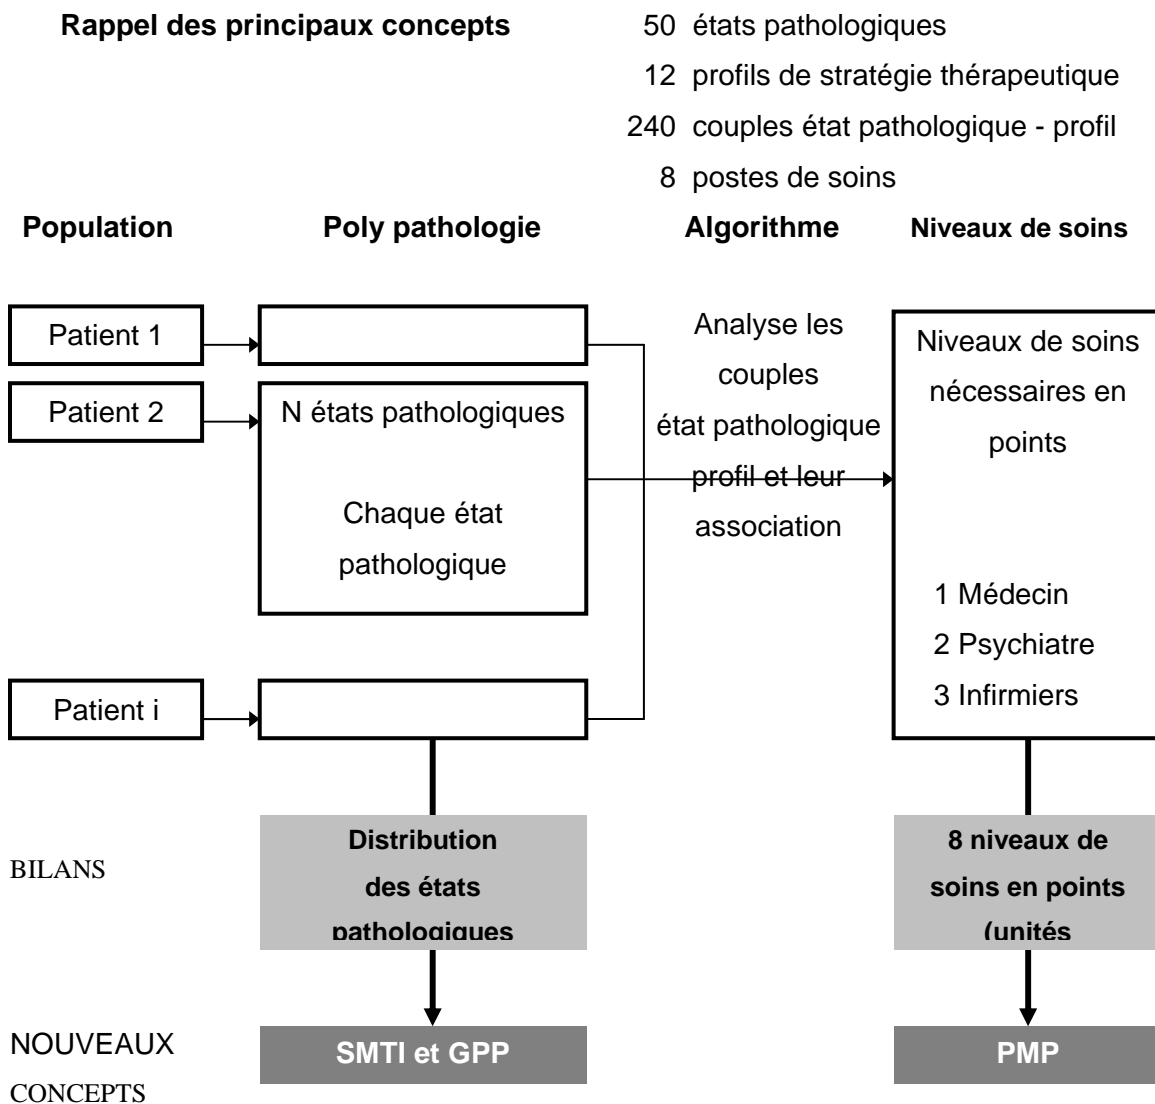 Rappel des principaux concepts
50 états pathologiques
12 profils de stratégie thérapeutique
240 couples état pathologique - profil
8 postes de soins
Population
Poly pathologie
Algorithme
Niveaux de soins
Patient 1
Patient 2
N états pathologiques
Chaque état
pathologique
Patient i
Analyse les
couples
état pathologique
profil et leur
association
Niveaux de soins
nécessaires en
points
1 Médecin
2 Psychiatre
3 Infirmiers
BILANS
Distribution
des états
pathologiques
8 niveaux de
soins en points
(unités
NOUVEAUX
CONCEPTS
SMTI et GPP
PMP